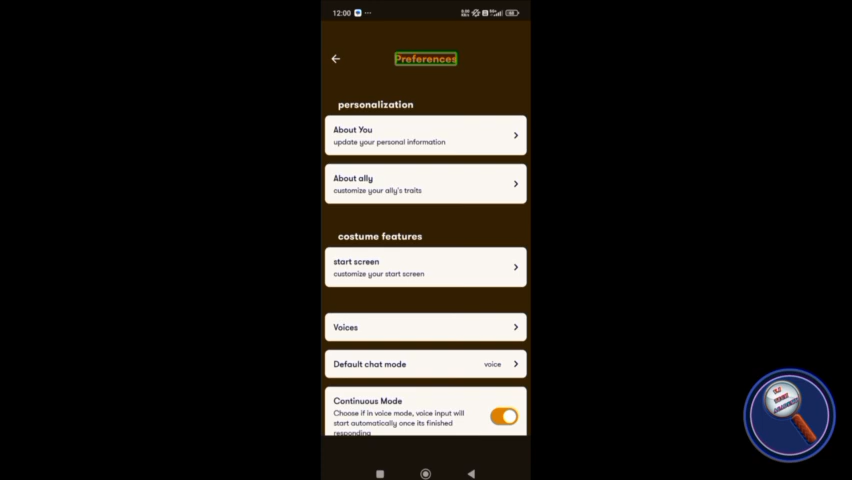 12:00
Preferences
personalization
About You
update your personal information
About ally
customize your ally's traits
costume features
start screen
customize your start screen
Voices
Default chat mode voice
Continuous Mode
Choose if in voice mode, voice input will
start automatically once its finished
responding